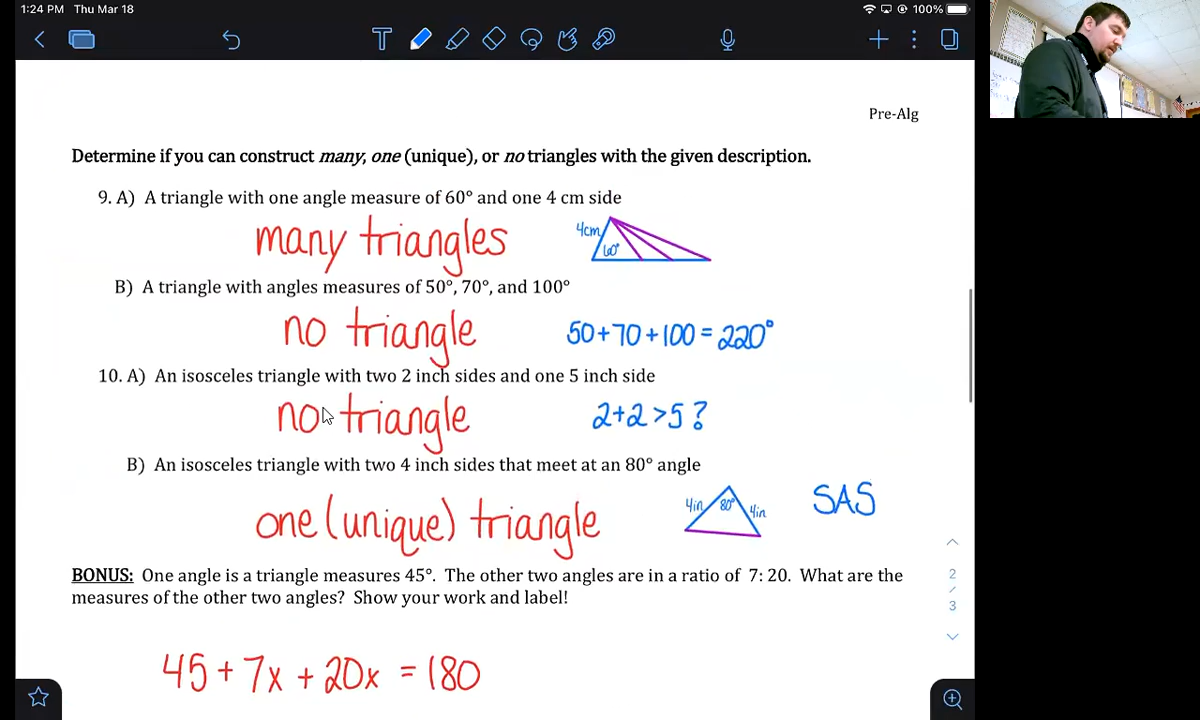 1:24 PM Thu Mar 18 100%
Pre-Alg
Determine if you can construct many, one (unique), or no triangles with the given description.
9. A) A triangle with one angle measure of 60° and one 4 cm side
many triangles 4cm 60°
B) A triangle with angles measures of 50°, 70°, and 100°
no triangle 50+70+100=220°
10. A) An isosceles triangle with two 2 inch sides and one 5 inch side
no triangle 2+2>5?
B) An isosceles triangle with two 4 inch sides that meet at an 80° angle
one (unique) triangle 4in 80° 4in SAS
BONUS: One angle is a triangle measures 45°. The other two angles are in a ratio of 7: 20. What are the
measures of the other two angles? Show your work and label!
2
/
3
45 + 7x + 20x = 180